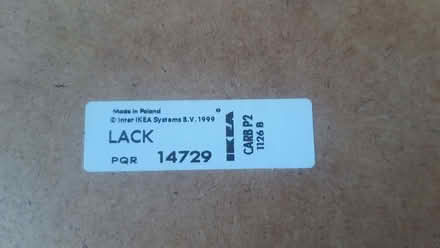 Made in Poland
© Inter IKEA Systems B.V. 1999
LACK
PQR 14729
IKEA
CARB P2
1126 B